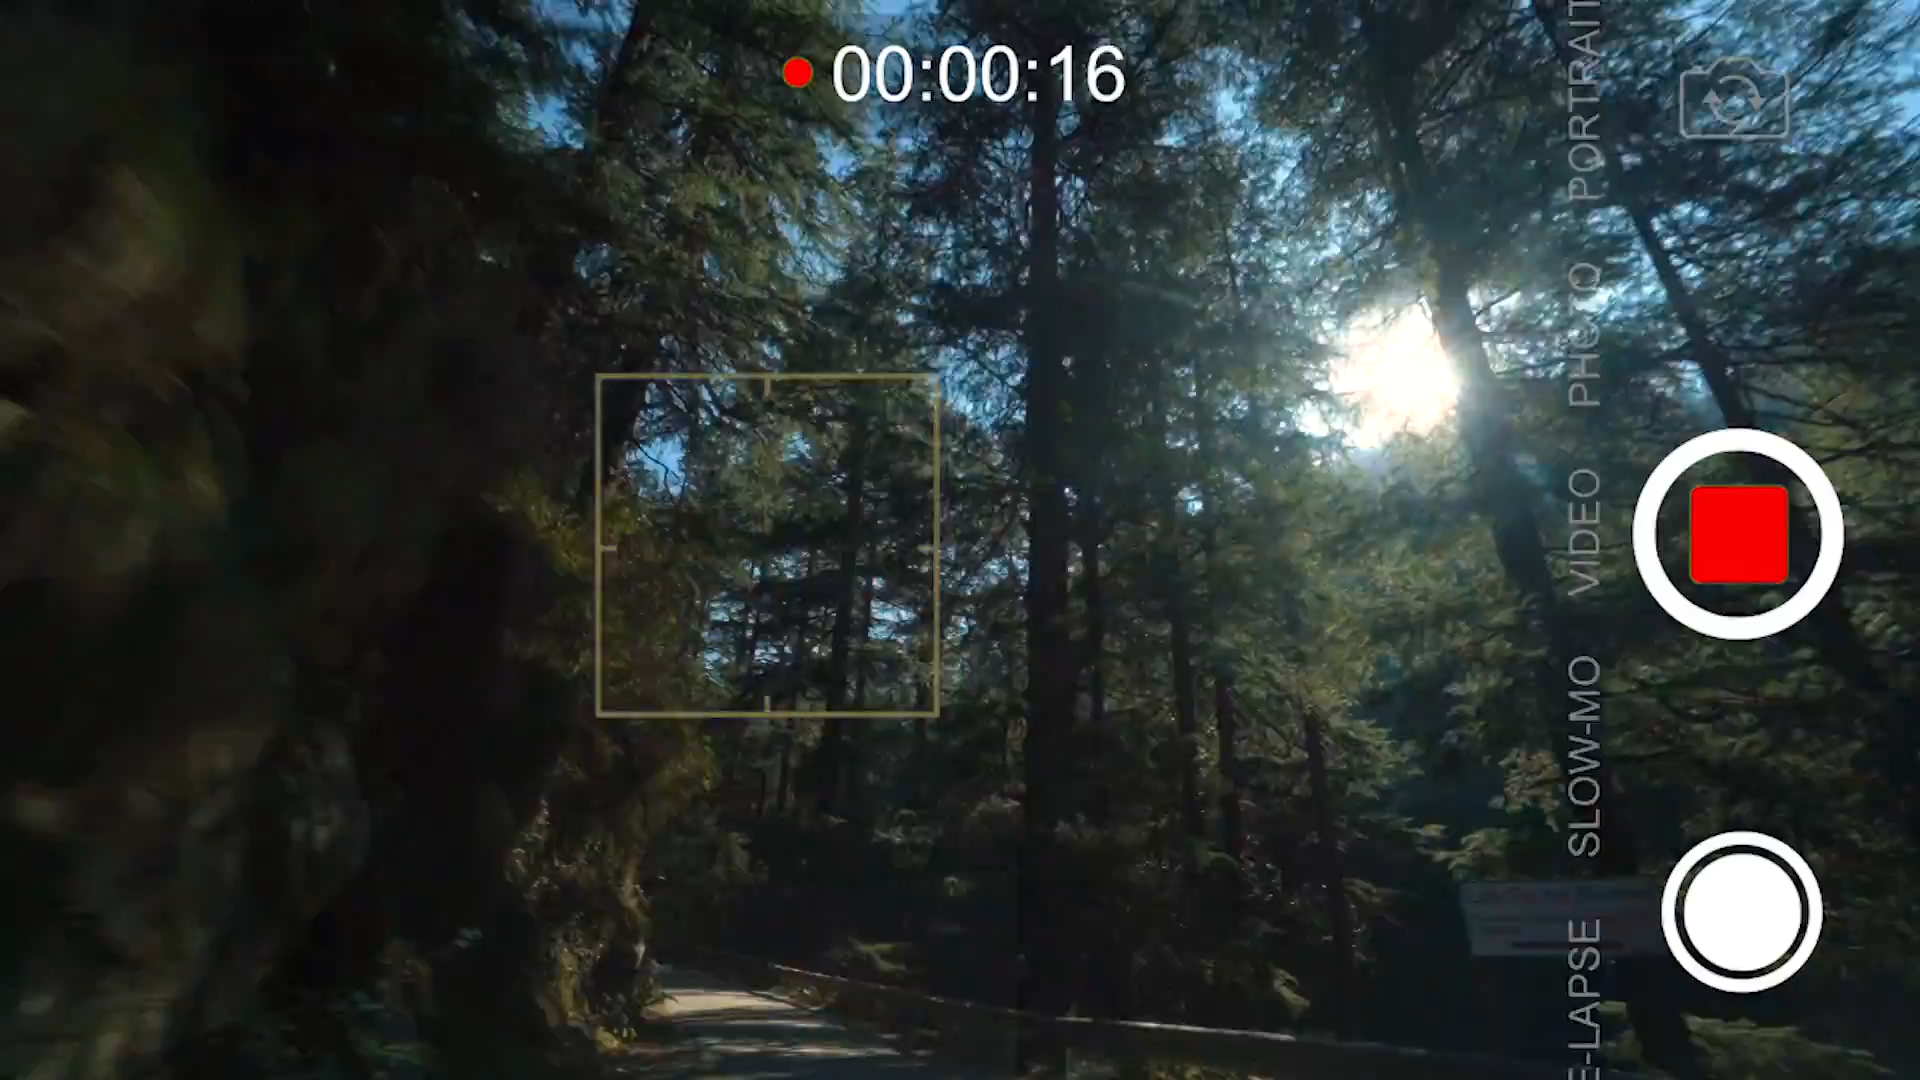 00:00:16
PORTRAIT
PHOTO
VIDEO
SLOW-MO
E-LAPSE